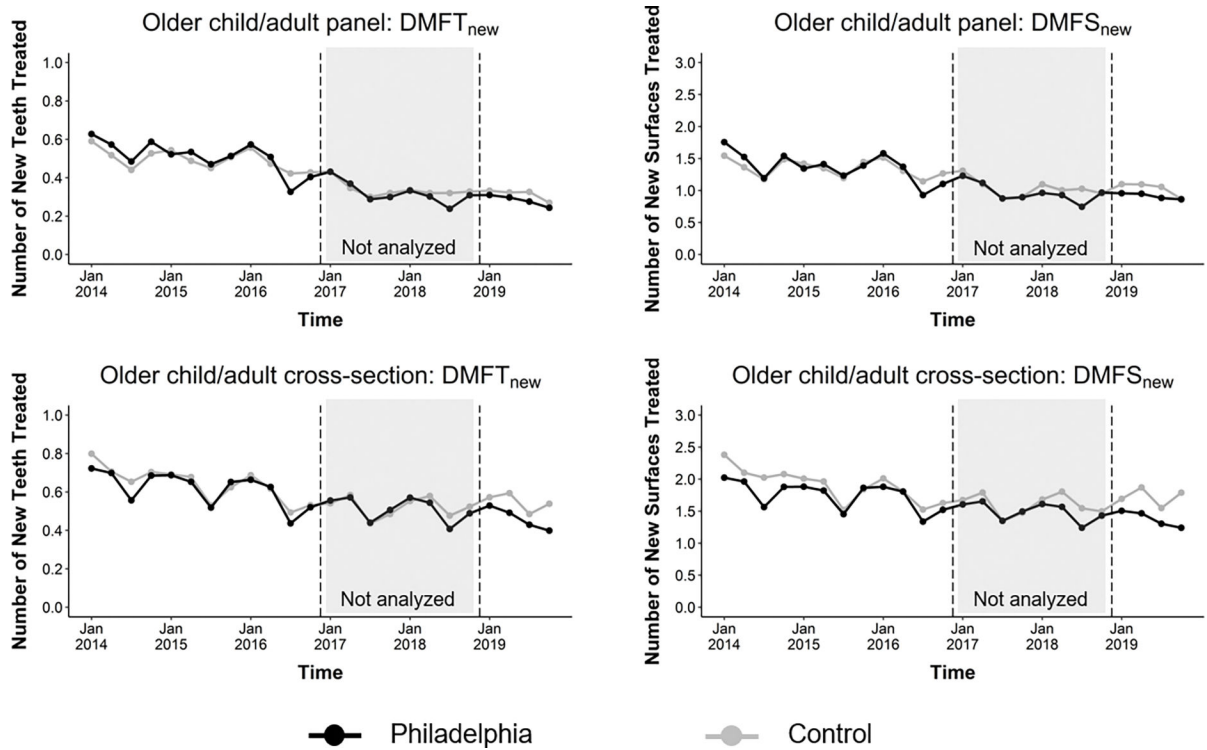 Older child/adult panel: DMFTnew
Number of New Teeth Treated
1.0
0.8
0.6
0.4
0.2
0.0
Not analyzed
Jan Jan Jan Jan Jan Jan
2014 2015 2016 2017 2018 2019
Time
Older child/adult panel: DMFSnew
Number of New Surfaces Treated
3.0
2.5
2.0
1.5
1.0
0.5
0.0
Not analyzed
Jan Jan Jan Jan Jan Jan
2014 2015 2016 2017 2018 2019
Time
Older child/adult cross-section: DMFTnew
Number of New Teeth Treated
1.0
0.8
0.6
0.4
0.2
0.0
Not analyzed
Jan Jan Jan Jan Jan Jan
2014 2015 2016 2017 2018 2019
Time
Older child/adult cross-section: DMFSnew
Number of New Surfaces Treated
3.0
2.5
2.0
1.5
1.0
0.5
0.0
Not analyzed
Jan Jan Jan Jan Jan Jan
2014 2015 2016 2017 2018 2019
Time
Philadelphia Control